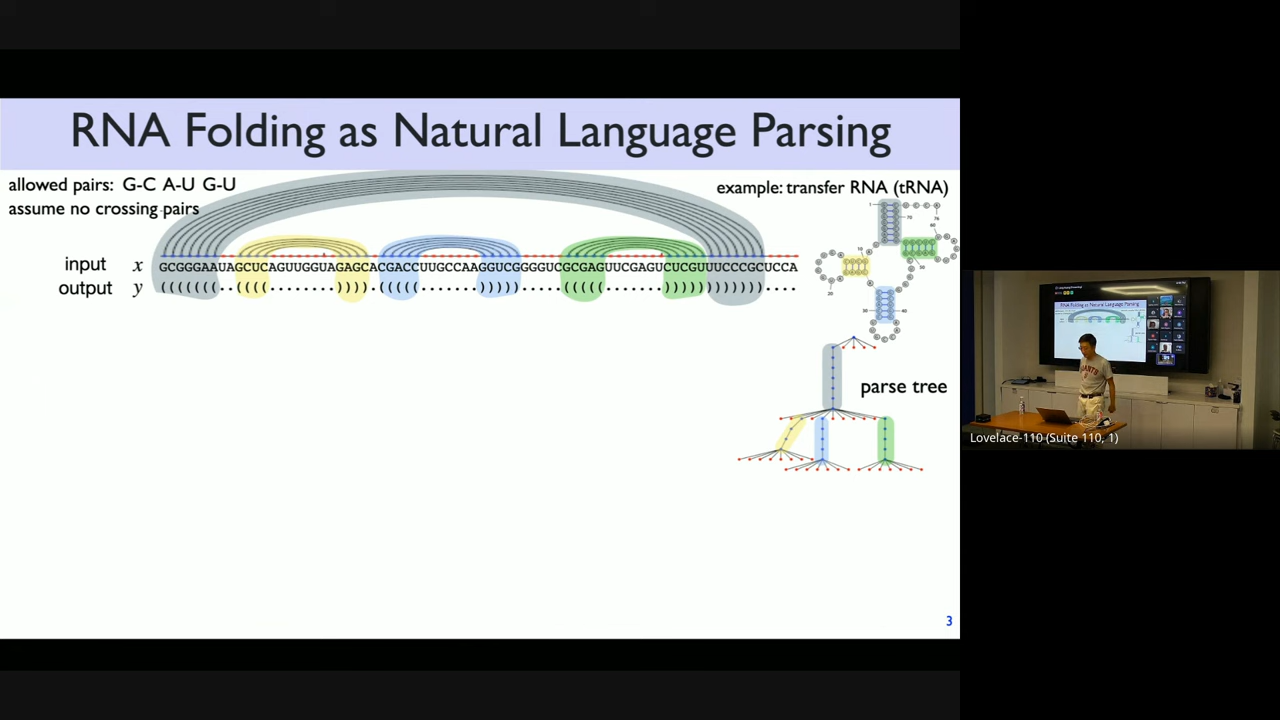 RNA Folding as Natural Language Parsing
allowed pairs: G-C A-U G-U
assume no crossing pairs
example: transfer RNA (tRNA)
input x GCGGGAAUAGCUCAGUUGGUAGAGCACGACCUUGCCAAGGUCGGGGUCGCGAGUUCGAGUCUCGUUUCCCGCUCCA
output y (((((((..((((........)))).(((((.......))))).....(((((.......))))))))))))....
parse tree
3
Lovelace-110 (Suite 110, 1)